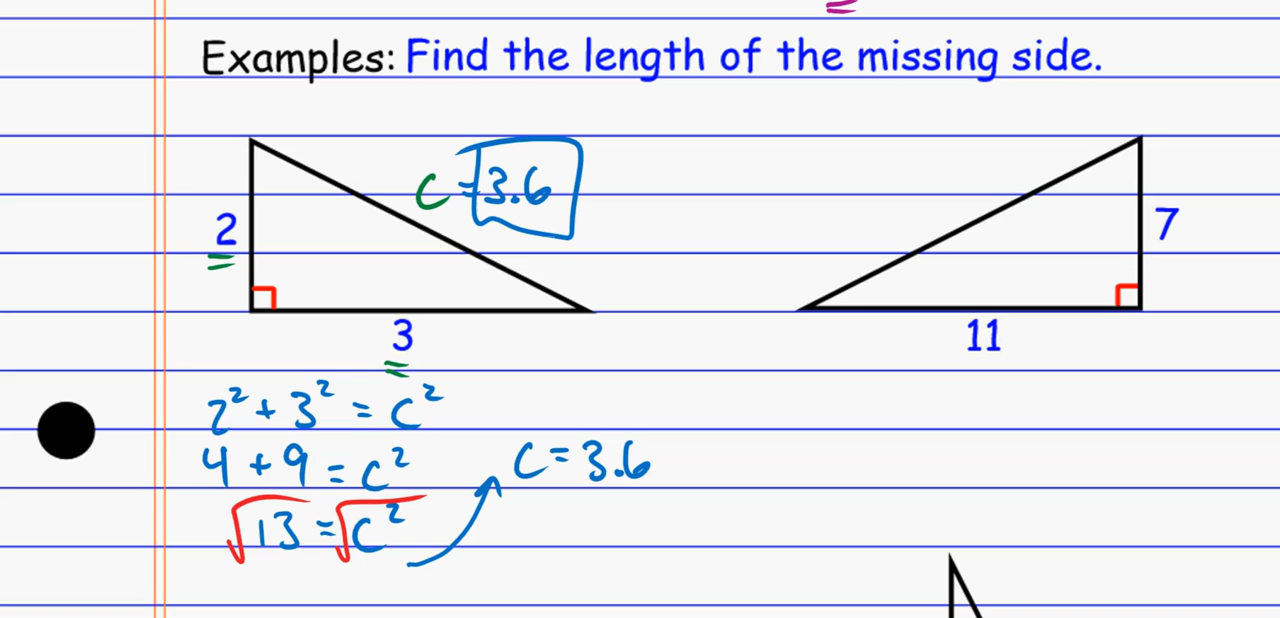 Examples: Find the length of the missing side.
C = 3.6
2
7
3
11
2² + 3² = c²
4 + 9 = c²
C = 3.6
√13 = √c²